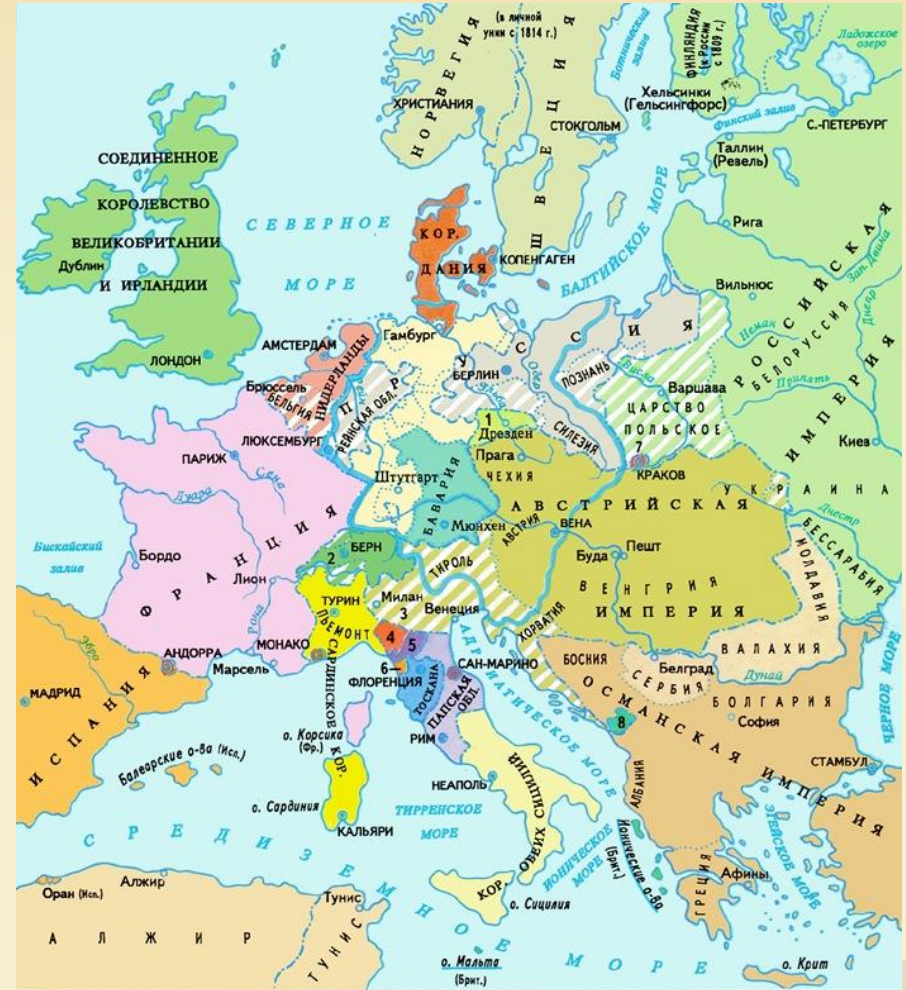 (в личной
унии с 1814 г.)
Ботнический
залив
ФИНЛЯНДИЯ
(к России
с 1809 г.)
Ладожское
озеро
НОРВЕГИЯ
ШВЕЦИЯ
ХРИСТИАНИЯ
СТОКГОЛЬМ
Хельсинки
(Гельсингфорс)
Финский залив
С.-ПЕТЕРБУРГ
Таллин
(Ревель)
СОЕДИНЕННОЕ
КОРОЛЕВСТВО
ВЕЛИКОБРИТАНИИ
И ИРЛАНДИИ
Дублин
ЛОНДОН
СЕВЕРНОЕ
МОРЕ
КОР.
ДАНИЯ
КОПЕНГАГЕН
БАЛТИЙСКОЕ МОРЕ
Рига
Зап. Двина
Вильнюс
Неман
Днепр
РОССИЙСКАЯ
ИМПЕРИЯ
БЕЛОРУССИЯ
Припять
Киев
УКРАИНА
Днестр
БЕССАРАБИЯ
АМСТЕРДАМ
НИДЕРЛАНДЫ
Брюссель
БЕЛЬГИЯ
ЛЮКСЕМБУРГ
Гамбург
ПРУССИЯ
РЕЙНСКАЯ ОБЛ.
Рейн
БЕРЛИН
Эльба
Одер
ПОЗНАНЬ
СИЛЕЗИЯ
Висла
Варшава
ЦАРСТВО
ПОЛЬСКОЕ
7
КРАКОВ
1
Дрезден
Прага
ЧЕХИЯ
Штутгарт
БАВАРИЯ
Мюнхен
АВСТРИЙСКАЯ
ИМПЕРИЯ
АВСТРИЯ
ВЕНА
Буда
Пешт
ВЕНГРИЯ
ТИРОЛЬ
ХОРВАТИЯ
МОЛДАВИЯ
ВАЛАХИЯ
ПАРИЖ
Сена
Луара
ФРАНЦИЯ
Бискайский
залив
Бордо
Лион
Рона
МОНАКО
Марсель
АНДОРРА
Эбро
МАДРИД
ИСПАНИЯ
Балеарские о-ва (Исп.)
2
БЕРН
ТУРИН
Милан
3
Венеция
ПЬЕМОНТ
САРДИНСКОЕ КОР.
4
5
6
ФЛОРЕНЦИЯ
ТОСКАНА
САН-МАРИНО
ПАПСКАЯ
ОБЛ.
РИМ
АДРИАТИЧЕСКОЕ МОРЕ
о. Корсика
(Фр.)
о. Сардиния
КАЛЬЯРИ
НЕАПОЛЬ
ТИРРЕНСКОЕ
МОРЕ
КОР. ОБЕИХ СИЦИЛИЙ
о. Сицилия
ИОНИЧЕСКОЕ
МОРЕ
Ионические о-ва
(Брит.)
БОСНИЯ
Белград
СЕРБИЯ
Дунай
БОЛГАРИЯ
София
8
ОСМАНСКАЯ ИМПЕРИЯ
ЧЕРНОЕ МОРЕ
СТАМБУЛ
АЛБАНИЯ
ГРЕЦИЯ
Афины
ЭГЕЙСКОЕ МОРЕ
о. Крит
СРЕДИЗЕМНОЕ МОРЕ
Оран (Исп.)
Алжир
АЛЖИР
Тунис
ТУНИС
о. Мальта
(Брит.)